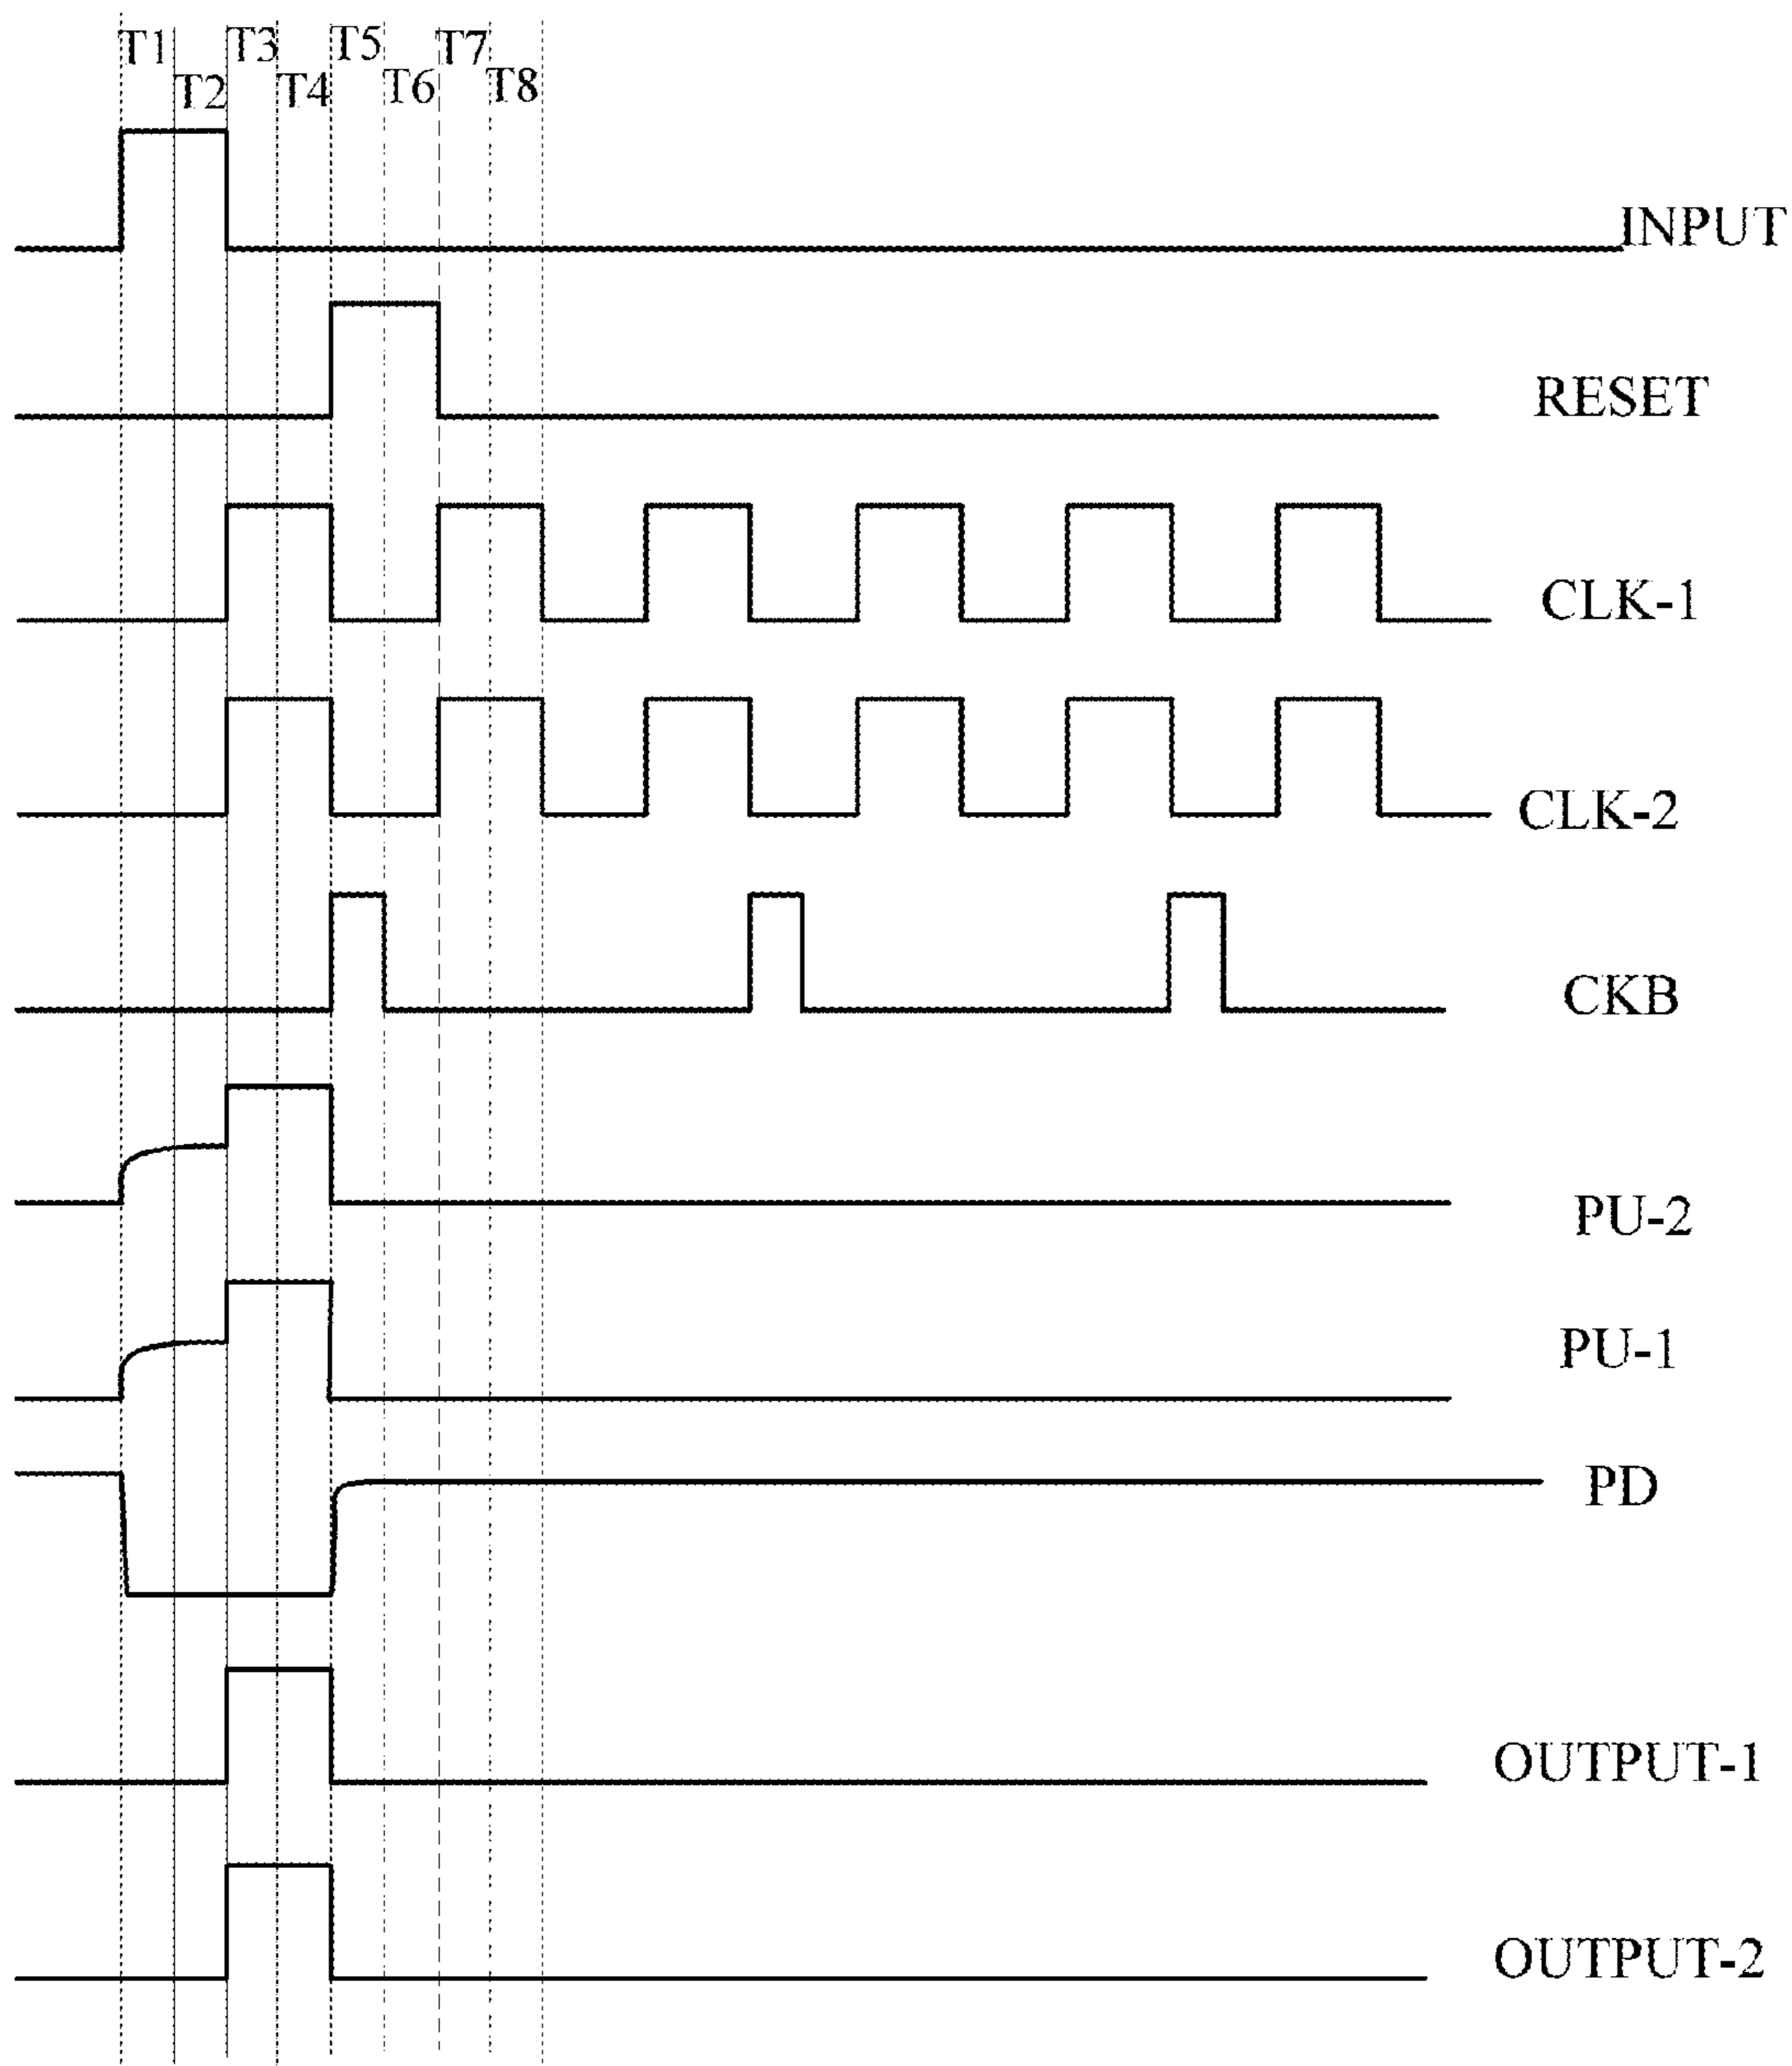 T1 T3 T5 T7
T2 T4 T6 T8
INPUT
RESET
CLK-1
CLK-2
CKB
PU-2
PU-1
PD
OUTPUT-1
OUTPUT-2